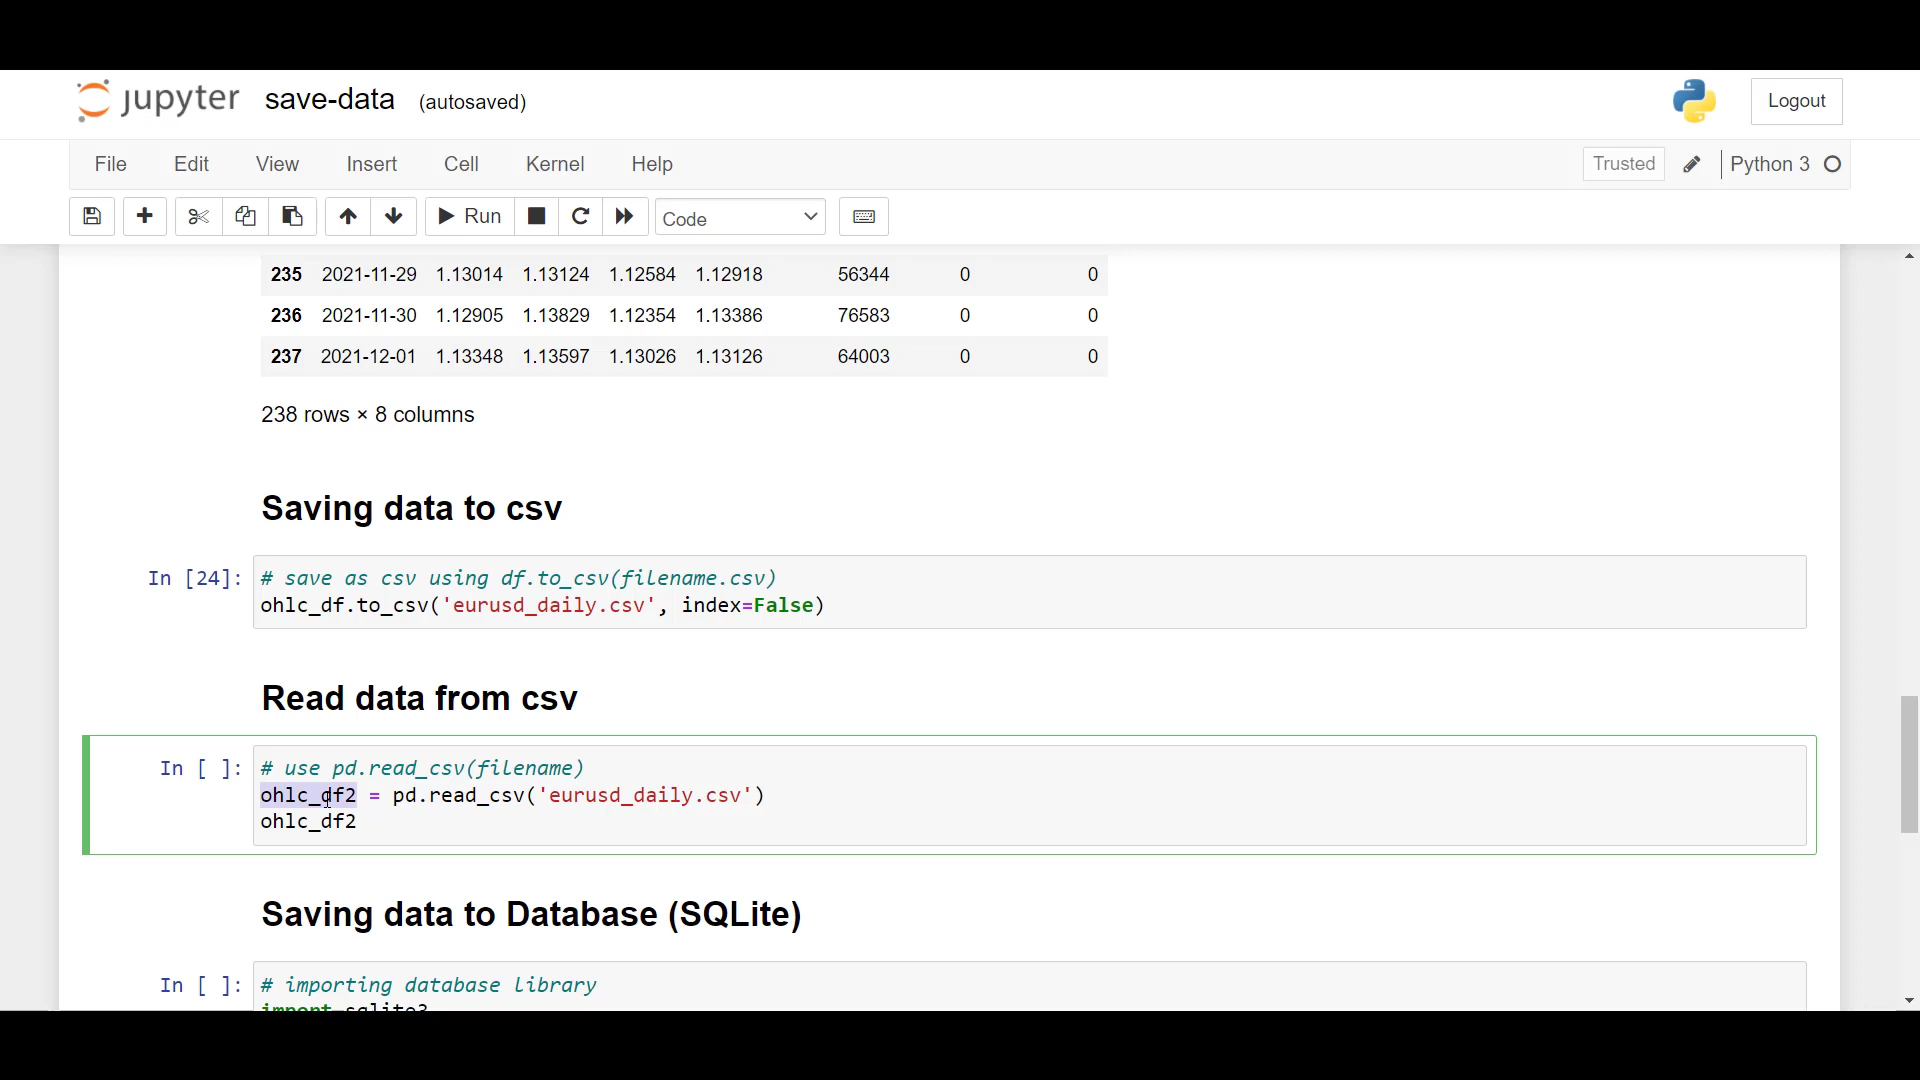 jupyter save-data (autosaved) Logout
File Edit View Insert Cell Kernel Help Trusted Python 3
Run Code
235 2021-11-29 1.13014 1.13124 1.12584 1.12918 56344 0 0
236 2021-11-30 1.12905 1.13829 1.12354 1.13386 76583 0 0
237 2021-12-01 1.13348 1.13597 1.13026 1.13126 64003 0 0
238 rows × 8 columns
Saving data to csv
In [24]: # save as csv using df.to_csv(filename.csv)
ohlc_df.to_csv('eurusd_daily.csv', index=False)
Read data from csv
In [ ]: # use pd.read_csv(filename)
ohlc_df2 = pd.read_csv('eurusd_daily.csv')
ohlc_df2
Saving data to Database (SQLite)
In [ ]: # importing database library
import sqlite3